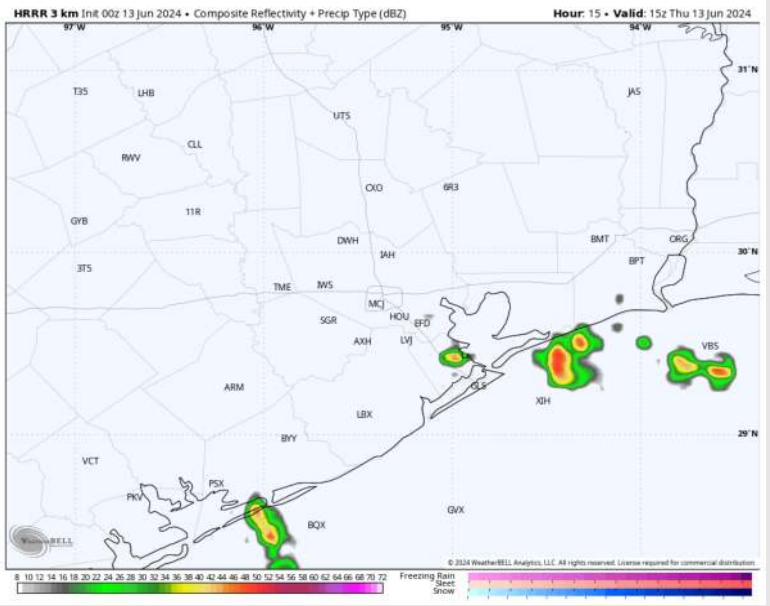 HRRR 3 km Init 00z 13 Jun 2024 • Composite Reflectivity + Precip Type (dBZ) Hour: 15 • Valid: 15z Thu 13 Jun 2024
97°W 96°W 95°W 94°W
31°N
T35 LHB JAS
UTS
CLL
RWV
CXO 6R3
11R
GYB
DWH BMT ORG
30°N
IAH
BPT
3T5
TME IWS
MCJ
SGR HOU EFD
AXH LVJ VBS
GLS
ARM XIH
LBX
29°N
BYY
VCT
PSX
PKV
GVX
BQX
WeatherBELL
© 2024 WeatherBELL Analytics, LLC. All rights reserved. License required for commercial distribution
8 10 12 14 16 18 20 22 24 26 28 30 32 34 36 38 40 42 44 46 48 50 52 54 56 58 60 62 64 66 68 70 72
Freezing Rain
Sleet
Snow